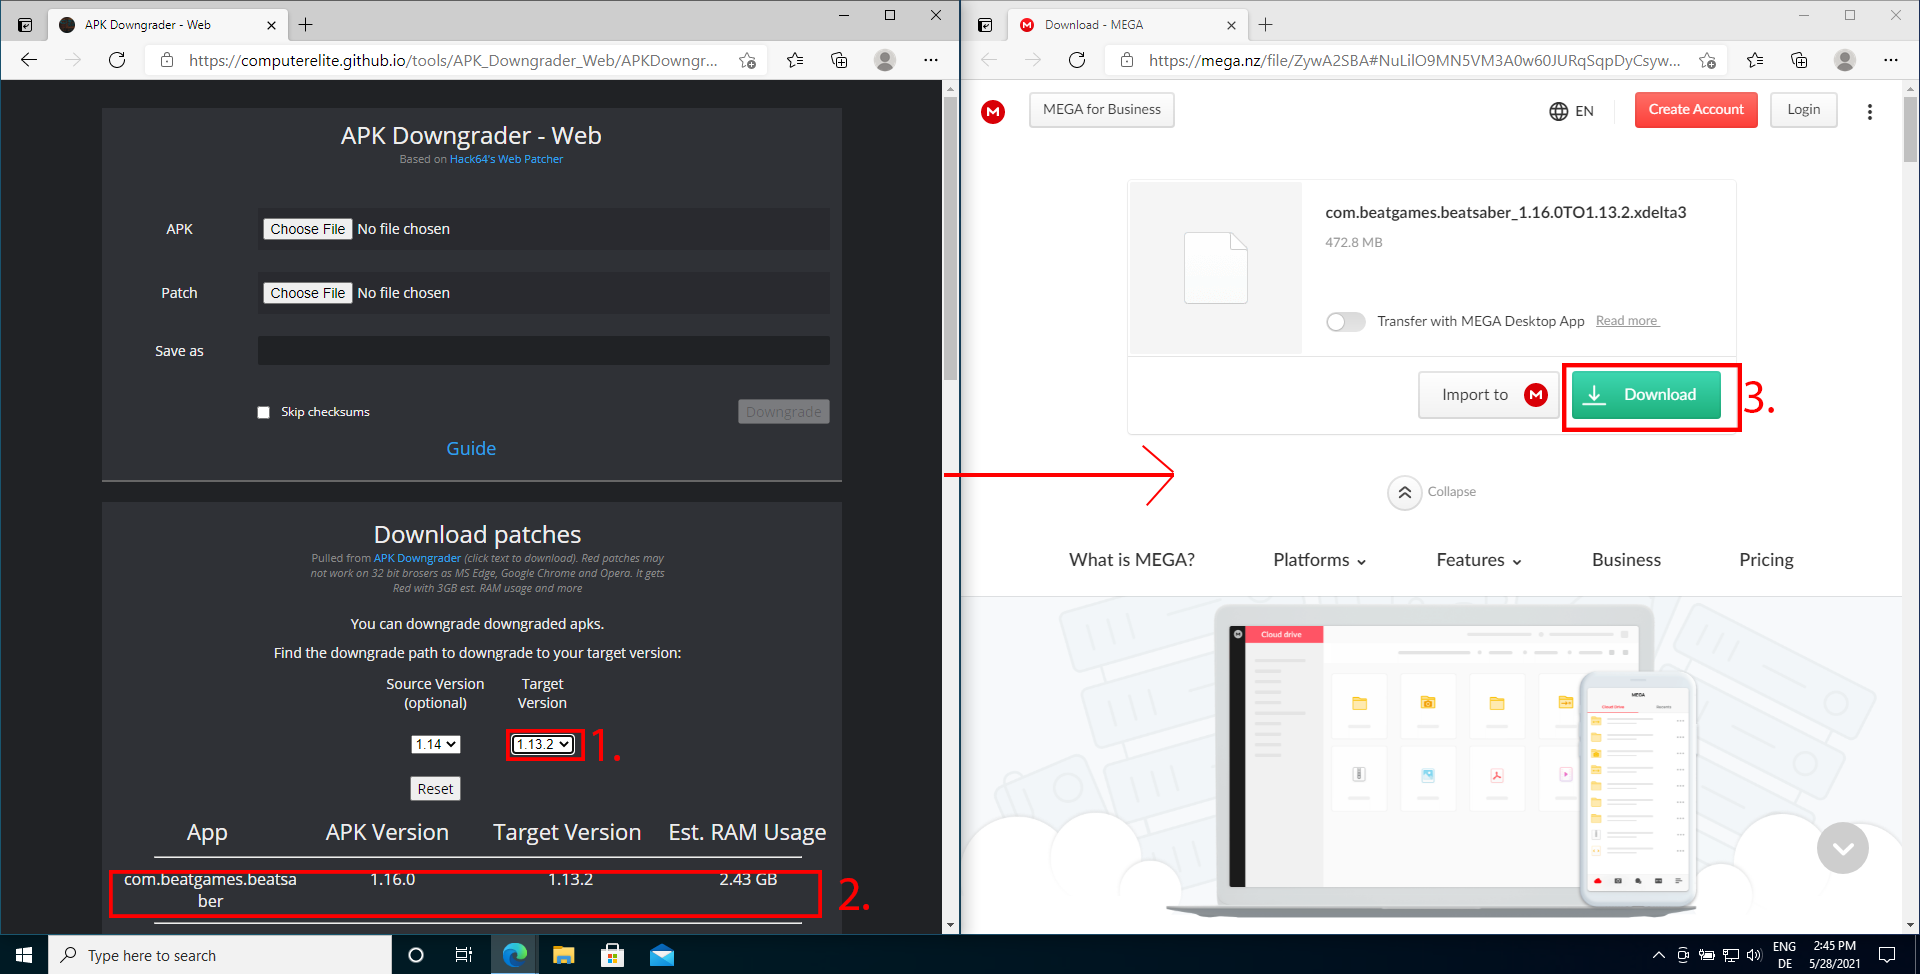 APK Downgrader - Web
https://computerelite.github.io/tools/APK_Downgrader_Web/APKDowngr...
APK Downgrader - Web
Based on Hack64's Web Patcher
APK
Choose File No file chosen
Patch
Choose File No file chosen
Save as
Skip checksums
Downgrade
Guide
Download patches
Pulled from APK Downgrader (click text to download). Red patches may
not work on 32 bit brosers as MS Edge, Google Chrome and Opera. It gets
Red with 3GB est. RAM usage and more
You can downgrade downgraded apks.
Find the downgrade path to downgrade to your target version:
Source Version
(optional)
Target
Version
1.14
1.13.2
1.
Reset
App APK Version Target Version Est. RAM Usage
com.beatgames.beatsa
ber
1.16.0 1.13.2 2.43 GB
2.
Download - MEGA
https://mega.nz/file/ZywA2SBA#NuLilO9MN5VM3A0w60JURqSqpDyCsyw...
M
MEGA for Business
EN
Create Account
Login
com.beatgames.beatsaber_1.16.0TO1.13.2.xdelta3
472.8 MB
Transfer with MEGA Desktop App Read more
Import to M
Download
3.
Collapse
What is MEGA? Platforms Features Business Pricing
Cloud drive
MEGA
Cloud Drive Recents
Type here to search
ENG
DE
2:45 PM
5/28/2021